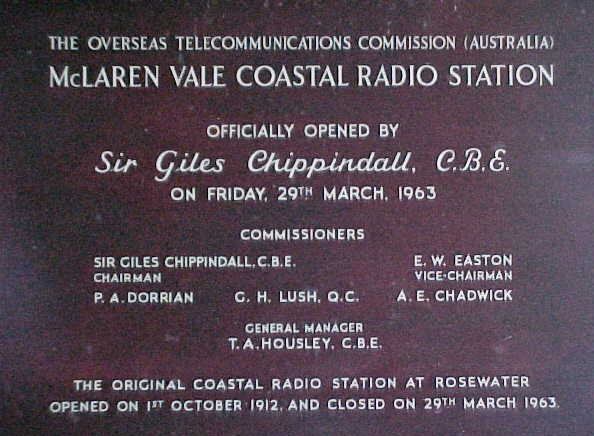 THE OVERSEAS TELECOMMUNICATIONS COMMISSION (AUSTRALIA)
McLAREN VALE COASTAL RADIO STATION
OFFICIALLY OPENED BY
Sir Giles Chippindall, C.B.E.
ON FRIDAY, 29TH MARCH, 1963
COMMISSIONERS
SIR GILES CHIPPINDALL, C.B.E. E. W. EASTON
CHAIRMAN VICE-CHAIRMAN
P. A. DORRIAN G. H. LUSH, Q.C. A. E. CHADWICK
GENERAL MANAGER
T. A. HOUSLEY, C.B.E.
THE ORIGINAL COASTAL RADIO STATION AT ROSEWATER
OPENED ON 1ST OCTOBER 1912, AND CLOSED ON 29TH MARCH 1963.